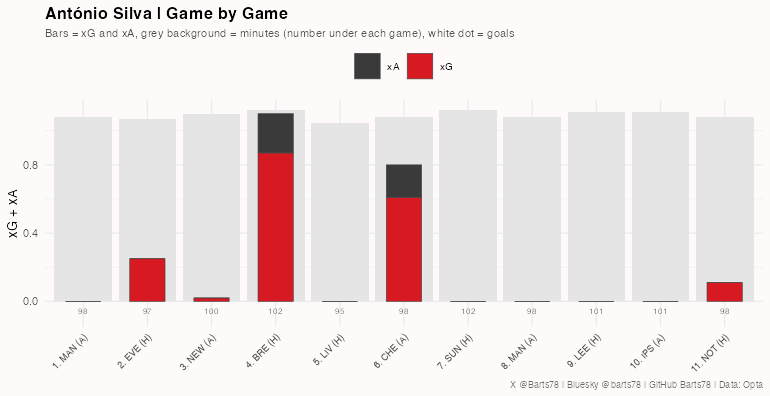 António Silva | Game by Game
Bars = xG and xA, grey background = minutes (number under each game), white dot = goals
xA xG
xG + xA
0.8
0.4
0.0
98 97 100 102 95 98 102 98 101 101 98
1. MAN (A) 2. EVE (H) 3. NEW (A) 4. BRE (H) 5. LIV (H) 6. CHE (A) 7. SUN (H) 8. MAN (A) 9. LEE (H) 10. IPS (A) 11. NOT (H)
X @Barts78 | Bluesky @barts78 | GitHub Barts78 | Data: Opta